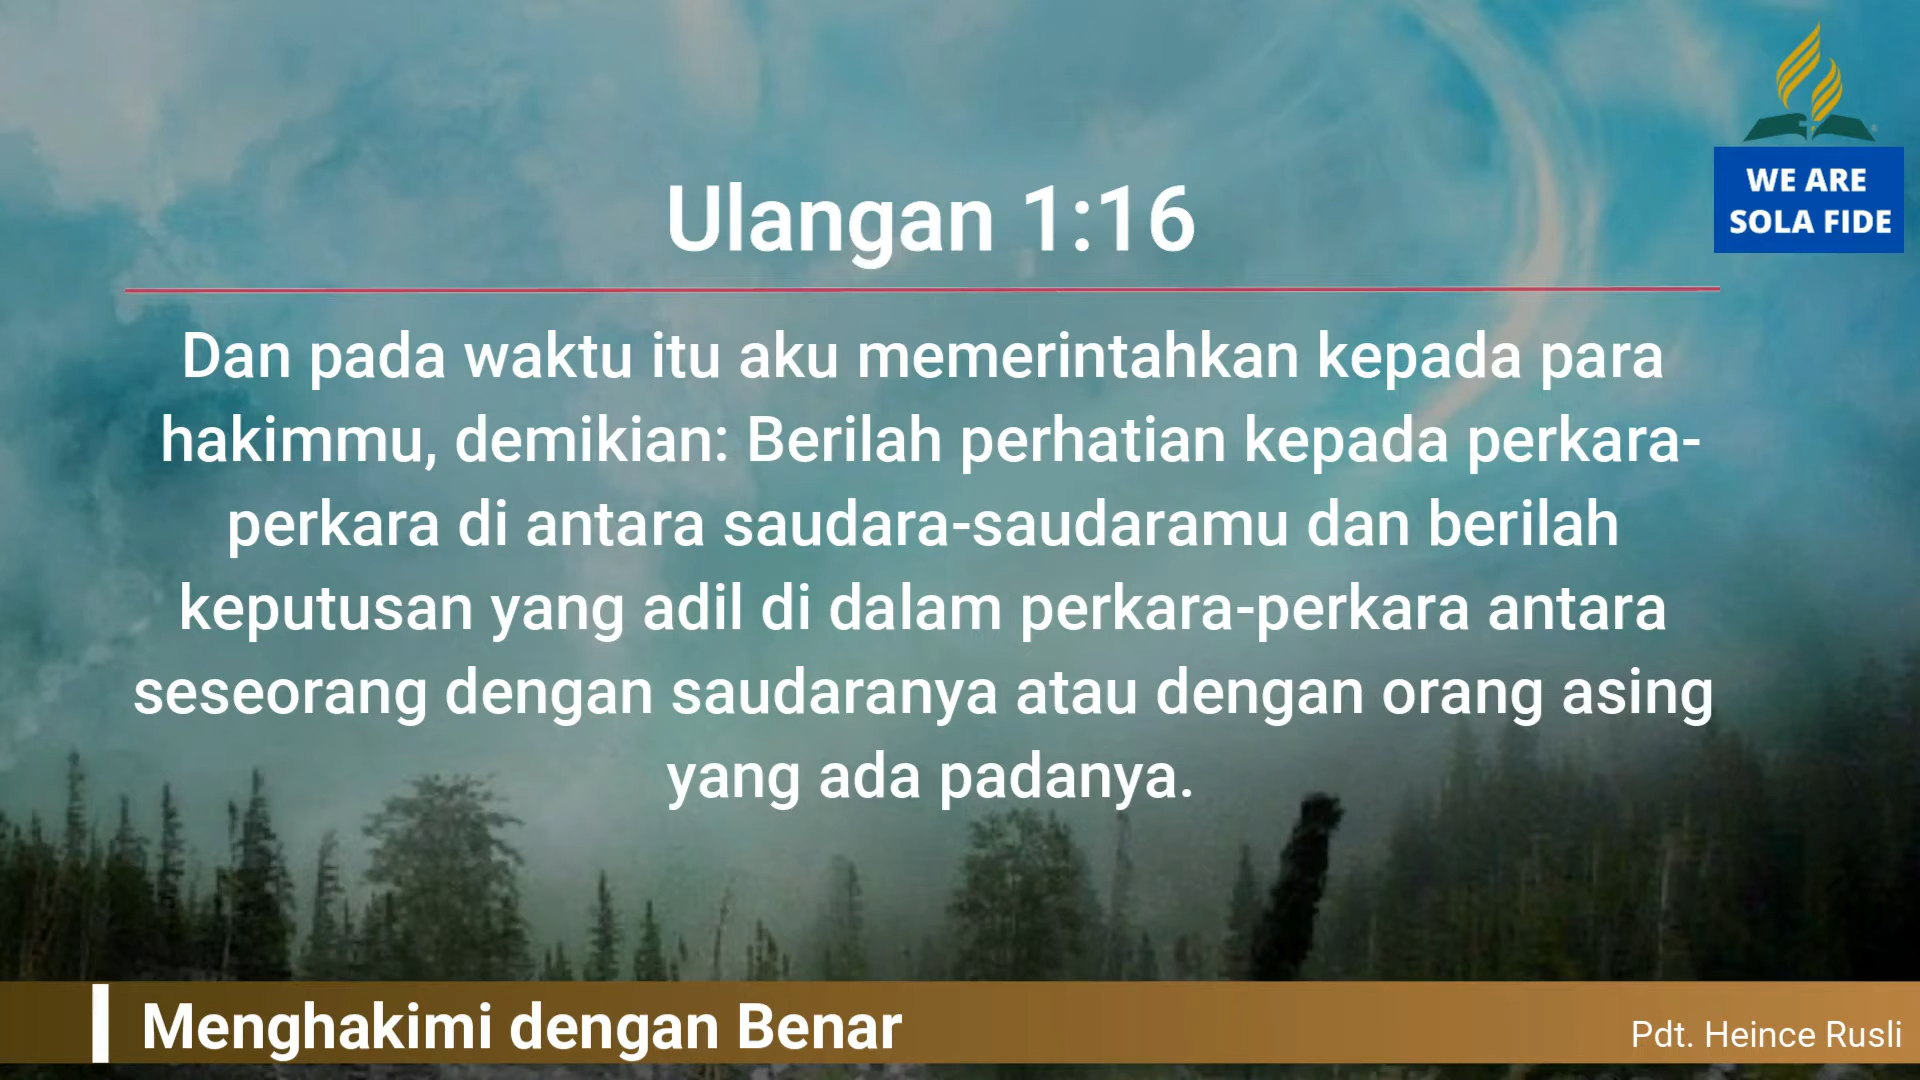 WE ARE
SOLA FIDE
Ulangan 1:16
Dan pada waktu itu aku memerintahkan kepada para
hakimmu, demikian: Berilah perhatian kepada perkara-
perkara di antara saudara-saudaramu dan berilah
keputusan yang adil di dalam perkara-perkara antara
seseorang dengan saudaranya atau dengan orang asing
yang ada padanya.
Menghakimi dengan Benar
Pdt. Heince Rusli